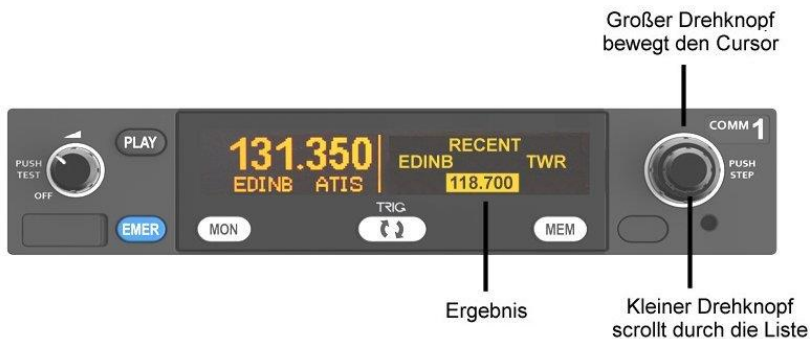 Großer Drehknopf
bewegt den Cursor
COMM 1
PLAY
PUSH
TEST
OFF
131.350
EDINB ATIS
RECENT
EDINB TWR
118.700
PUSH
STEP
EMER
MON
TRIG
MEM
Ergebnis
Kleiner Drehknopf
scrollt durch die Liste